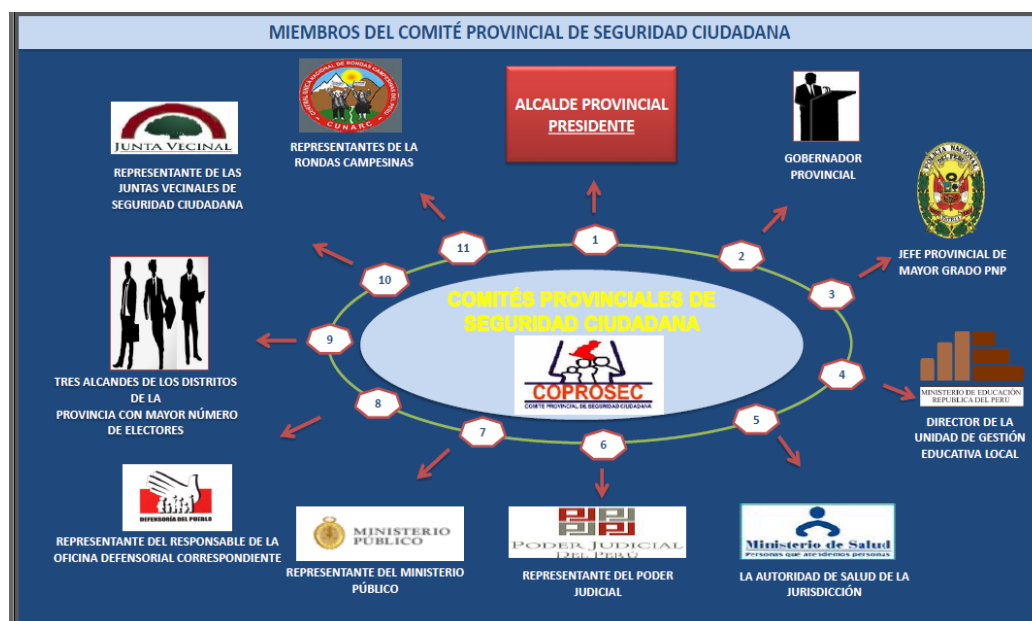 MIEMBROS DEL COMITÉ PROVINCIAL DE SEGURIDAD CIUDADANA
ALCALDE PROVINCIAL
PRESIDENTE
1
GOBERNADOR
PROVINCIAL
2
POLICIA NACIONAL
DEL PERU
JEFE PROVINCIAL DE
MAYOR GRADO PNP
3
MINISTERIO DE EDUCACIÓN
REPUBLICA DEL PERÚ
DIRECTOR DE LA
UNIDAD DE GESTIÓN
EDUCATIVA LOCAL
4
Ministerio de Salud
Personas que atendemos personas
LA AUTORIDAD DE SALUD DE LA
JURISDICCIÓN
5
PODER JUDICIAL
DEL PERÚ
REPRESENTANTE DEL PODER
JUDICIAL
6
MINISTERIO
PÚBLICO
REPRESENTANTE DEL MINISTERIO
PÚBLICO
7
DEFENSORÍA DEL PUEBLO
REPRESENTANTE DEL RESPONSABLE DE LA
OFICINA DEFENSORIAL CORRESPONDIENTE
8
TRES ALCANDES DE LOS DISTRITOS
DE LA
PROVINCIA CON MAYOR NÚMERO
DE ELECTORES
9
JUNTA VECINAL
REPRESENTANTE DE LAS
JUNTAS VECINALES DE
SEGURIDAD CIUDADANA
10
CUNARC
REPRESENTANTES DE LA
RONDAS CAMPESINAS
11
COMITÉS PROVINCIALES DE
SEGURIDAD CIUDADANA
COPROSEC
COMITE PROVINCIAL DE SEGURIDAD CIUDADANA